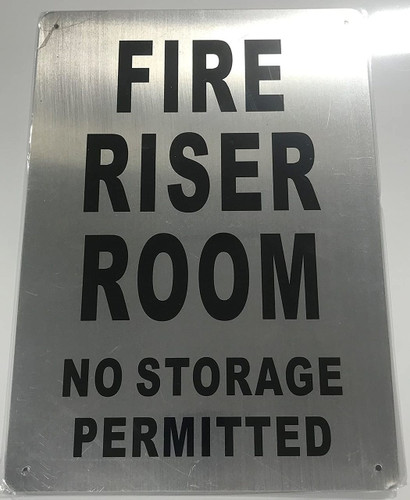 FIRE
RISER
ROOM
NO STORAGE
PERMITTED